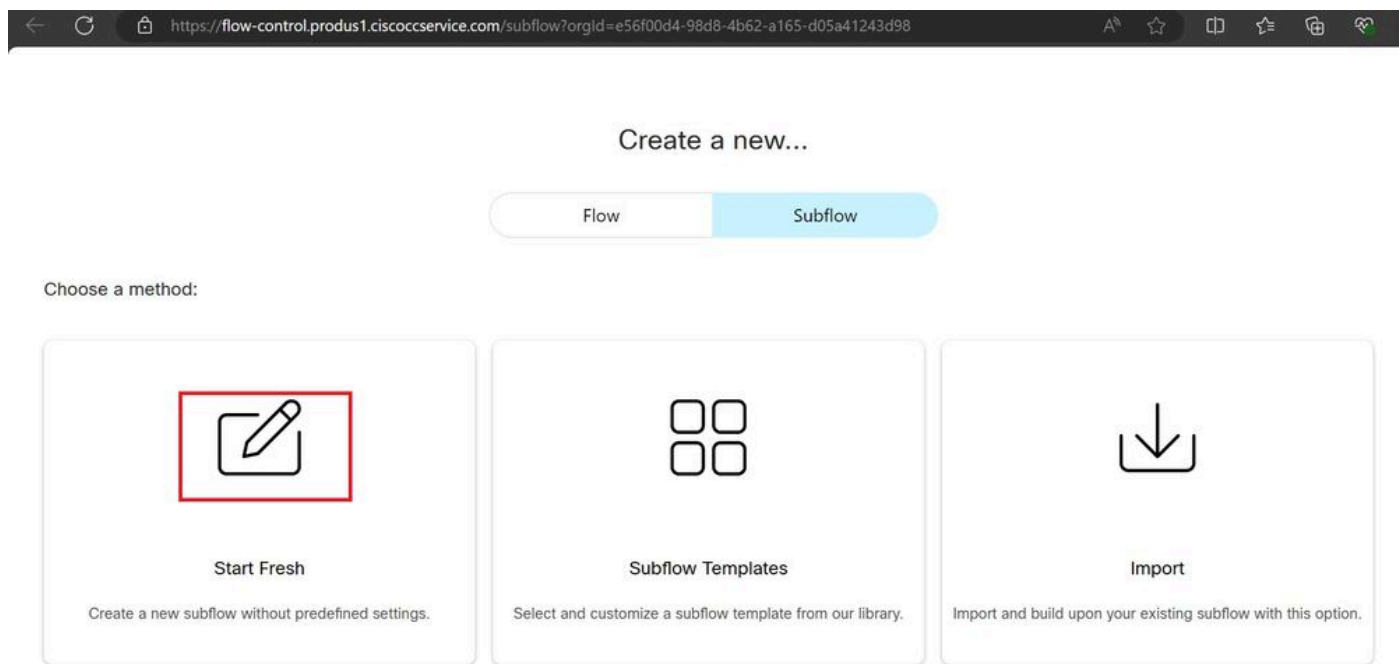 https://flow-control.produs1.ciscoccservice.com/subflow?orgId=e56f00d4-98d8-4b62-a165-d05a41243d98
Create a new...
Flow
Subflow
Choose a method:
Start Fresh
Create a new subflow without predefined settings.
Subflow Templates
Select and customize a subflow template from our library.
Import
Import and build upon your existing subflow with this option.